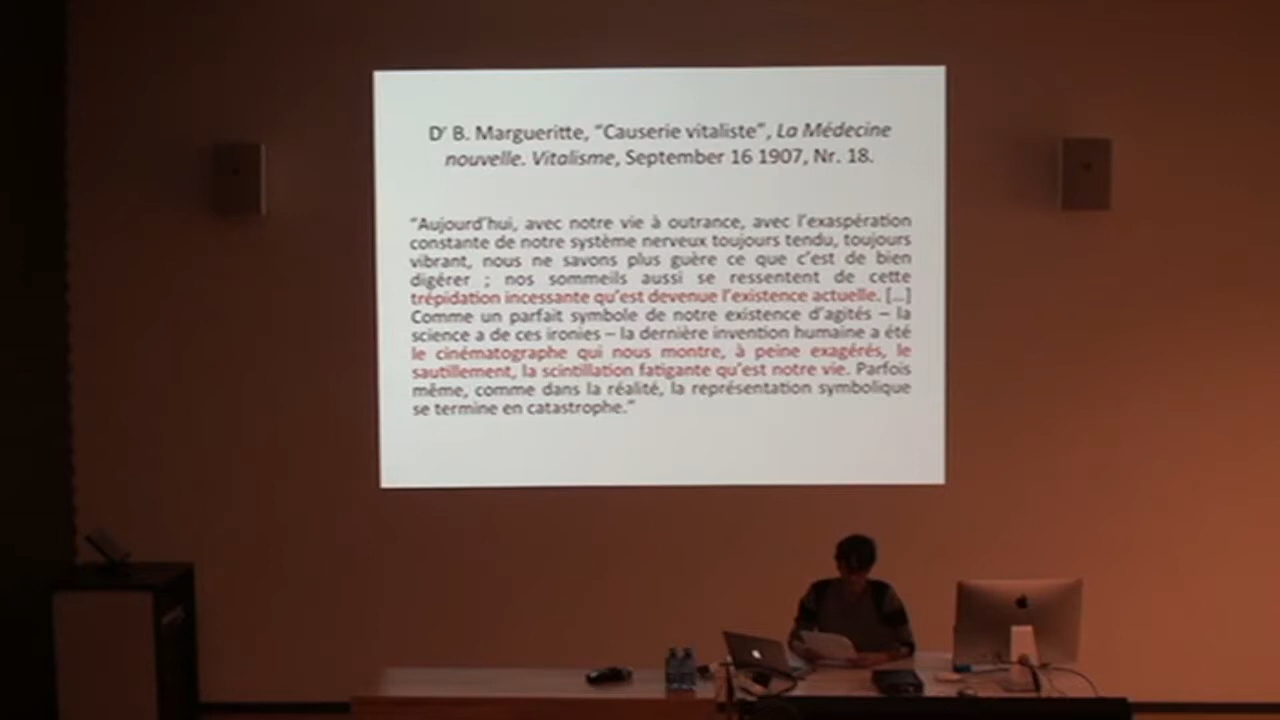 Dʳ B. Margueritte, “Causerie vitaliste”, La Médecine
nouvelle. Vitalisme, September 16 1907, Nr. 18.
“Aujourd’hui, avec notre vie à outrance, avec l’exaspération
constante de notre système nerveux toujours tendu, toujours
vibrant, nous ne savons plus guère ce que c’est de bien
digérer ; nos sommeils aussi se ressentent de cette
trépidation incessante qu’est devenue l’existence actuelle. [...]
Comme un parfait symbole de notre existence d’agités – la
science a de ces ironies – la dernière invention humaine a été
le cinématographe qui nous montre, à peine exagérés, le
sautillement, la scintillation fatigante qu’est notre vie. Parfois
même, comme dans la réalité, la représentation symbolique
se termine en catastrophe.”